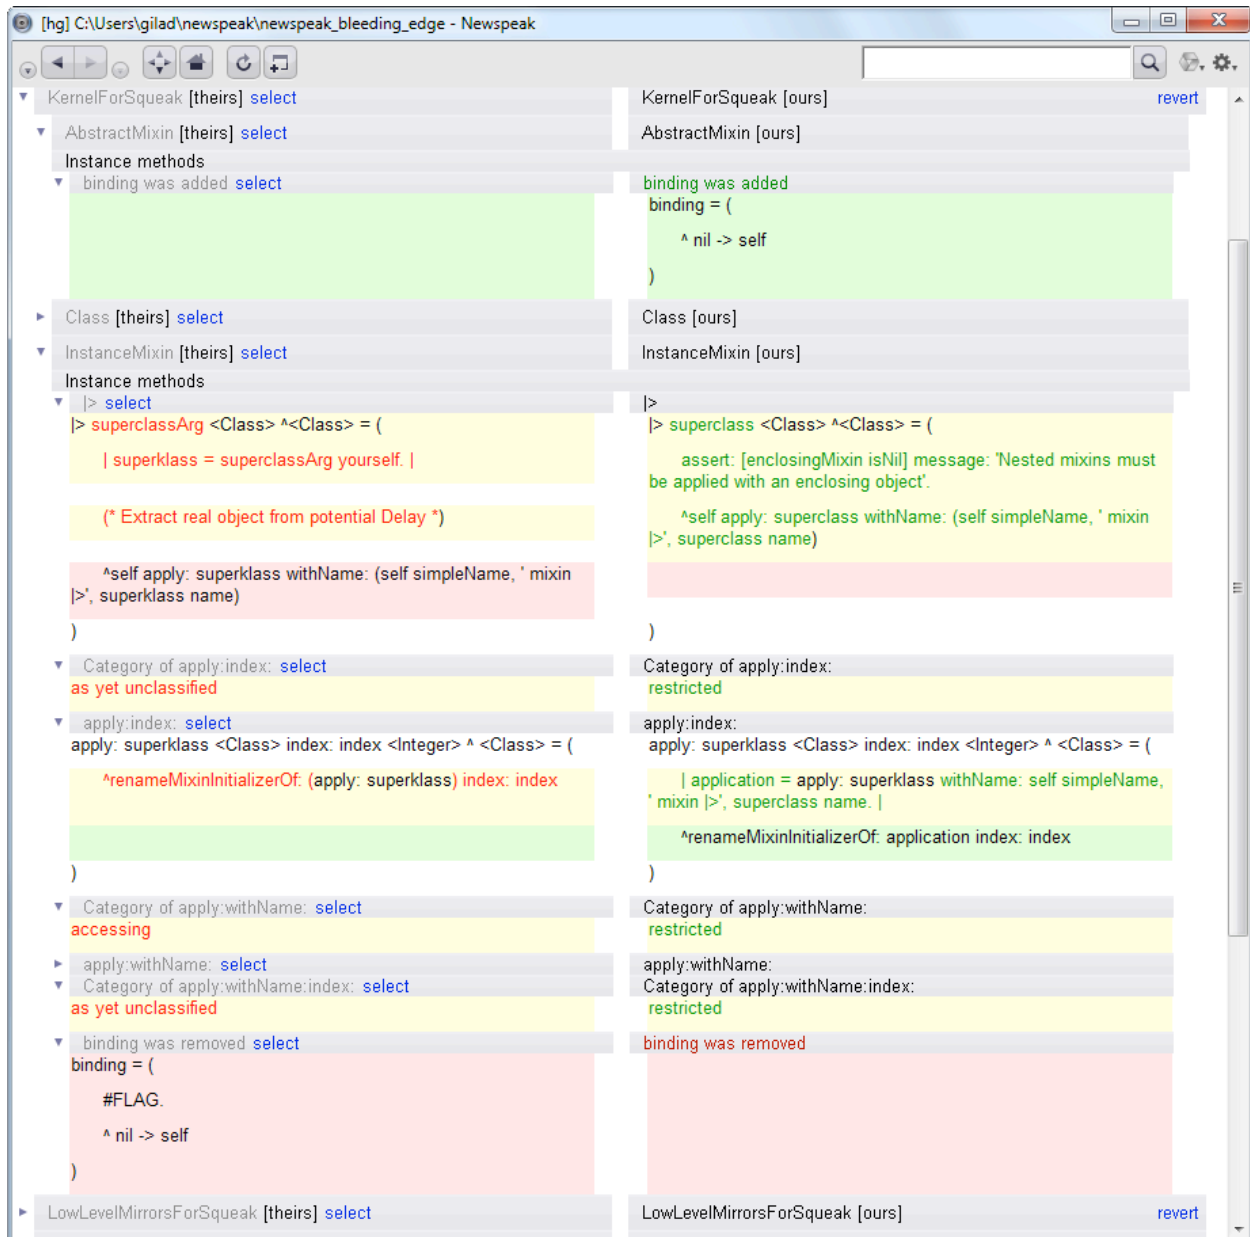 [hg] C:\Users\gilad\newspeak\newspeak_bleeding_edge - Newspeak
KernelForSqueak [theirs] select KernelForSqueak [ours] revert
AbstractMixin [theirs] select AbstractMixin [ours]
Instance methods
binding was added select binding was added
binding = (
^ nil -> self
)
Class [theirs] select Class [ours]
InstanceMixin [theirs] select InstanceMixin [ours]
Instance methods
|> select |>
|> superclassArg <Class> ^<Class> = ( |> superclass <Class> ^<Class> = (
| superklass = superclassArg yourself. | assert: [enclosingMixin isNil] message: 'Nested mixins must
be applied with an enclosing object'.
(* Extract real object from potential Delay *) ^self apply: superclass withName: (self simpleName, ' mixin
|>', superclass name)
^self apply: superklass withName: (self simpleName, ' mixin
|>', superklass name)
) )
Category of apply:index: select Category of apply:index:
as yet unclassified restricted
apply:index: select apply:index:
apply: superklass <Class> index: index <Integer> ^ <Class> = ( apply: superklass <Class> index: index <Integer> ^ <Class> = (
^renameMixinInitializerOf: (apply: superklass) index: index | application = apply: superklass withName: self simpleName,
' mixin |>', superclass name. |
^renameMixinInitializerOf: application index: index
) )
Category of apply:withName: select Category of apply:withName:
accessing restricted
apply:withName: select apply:withName:
Category of apply:withName:index: select Category of apply:withName:index:
as yet unclassified restricted
binding was removed select binding was removed
binding = (
#FLAG.
^ nil -> self
)
LowLevelMirrorsForSqueak [theirs] select LowLevelMirrorsForSqueak [ours] revert